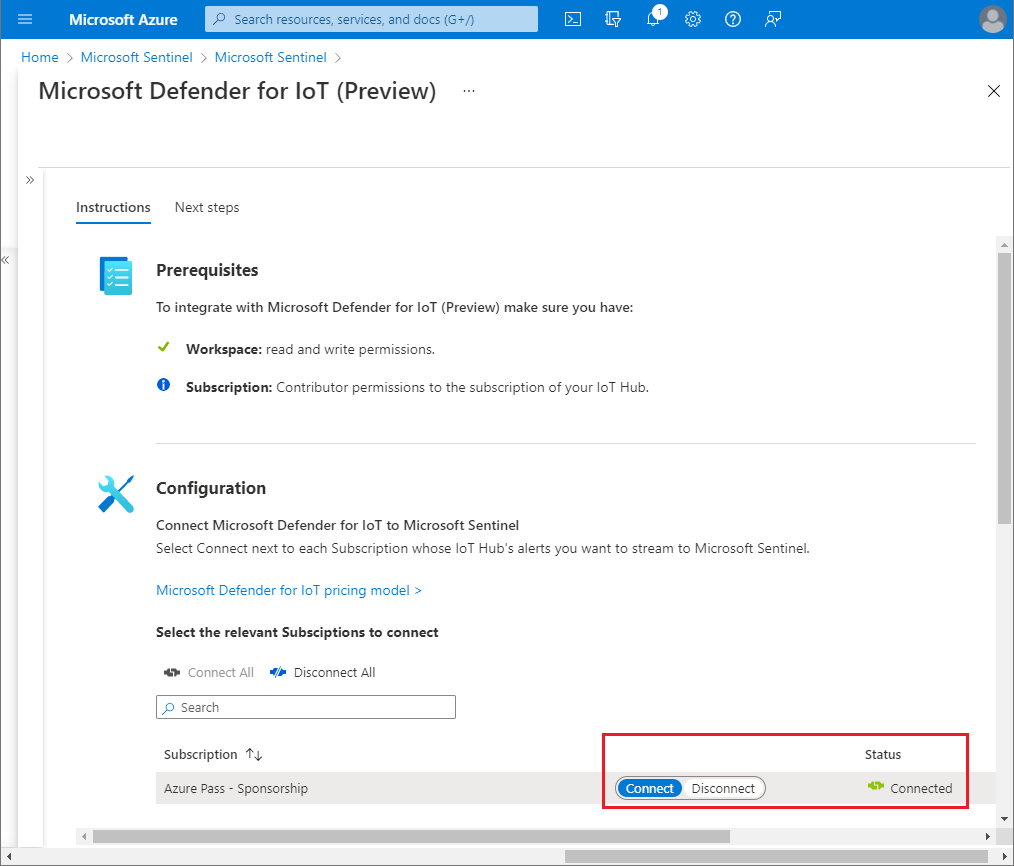 Microsoft Azure
Search resources, services, and docs (G+/)
1
Home > Microsoft Sentinel > Microsoft Sentinel >
Microsoft Defender for IoT (Preview) ...
Instructions
Next steps
Prerequisites
To integrate with Microsoft Defender for IoT (Preview) make sure you have:
Workspace: read and write permissions.
Subscription: Contributor permissions to the subscription of your IoT Hub.
Configuration
Connect Microsoft Defender for IoT to Microsoft Sentinel
Select Connect next to each Subscription whose IoT Hub's alerts you want to stream to Microsoft Sentinel.
Microsoft Defender for IoT pricing model >
Select the relevant Subsciptions to connect
Connect All
Disconnect All
Search
Subscription
Status
Azure Pass - Sponsorship
Connect
Disconnect
Connected